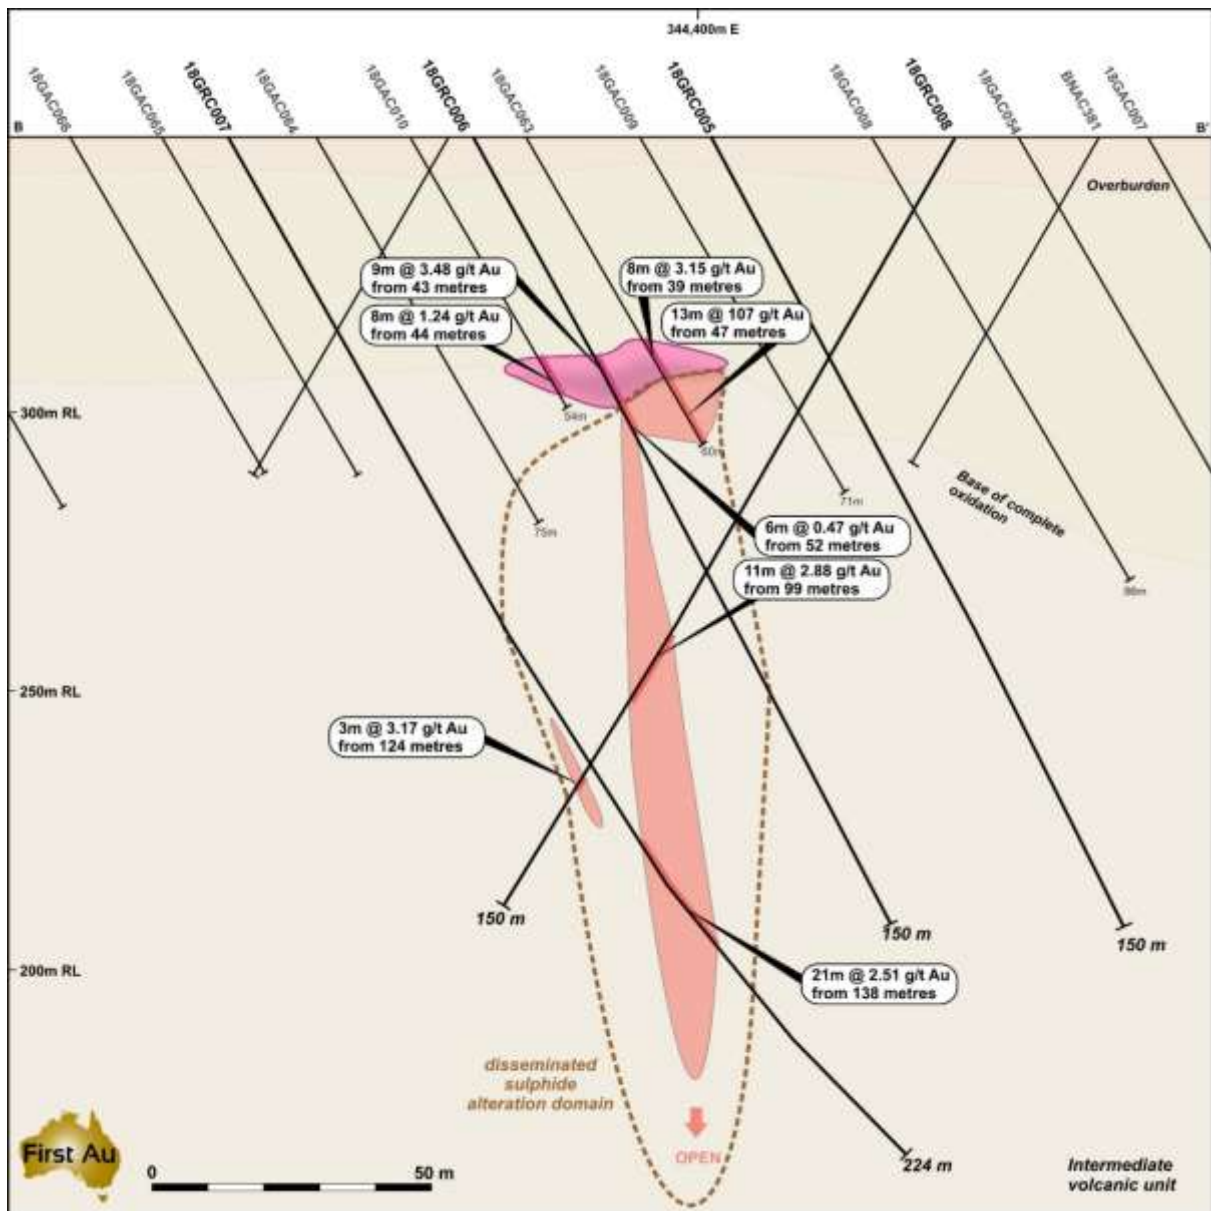 344,400m E
18GAC066
18GAC065
18GRC007
18GAC064
18GAC010
18GRC006
18GAC063
18GAC009
18GRC005
18GAC008
18GRC008
18GAC054
BNAC381
18GAC007
B
B'
Overburden
9m @ 3.48 g/t Au
from 43 metres
8m @ 3.15 g/t Au
from 39 metres
8m @ 1.24 g/t Au
from 44 metres
13m @ 107 g/t Au
from 47 metres
300m RL
54m
60m
Base of complete
oxidation
71m
75m
6m @ 0.47 g/t Au
from 52 metres
11m @ 2.88 g/t Au
from 99 metres
250m RL
3m @ 3.17 g/t Au
from 124 metres
150 m
150 m
150 m
200m RL
21m @ 2.51 g/t Au
from 138 metres
disseminated
sulphide
alteration domain
OPEN
First Au
0
50 m
224 m
Intermediate
volcanic unit